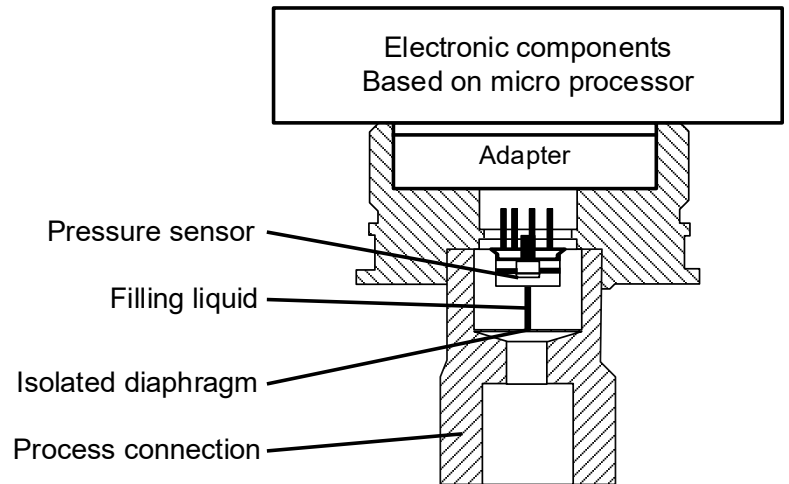 Electronic components
Based on micro processor
Adapter
Pressure sensor
Filling liquid
Isolated diaphragm
Process connection